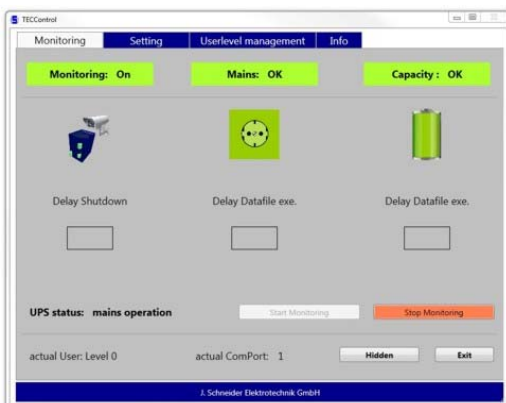 TECControl
Monitoring Setting Userlevel management Info
Monitoring: On Mains: OK Capacity : OK
Delay Shutdown Delay Datafile exe. Delay Datafile exe.
UPS status: mains operation Start Monitoring Stop Monitoring
actual User: Level 0 actual ComPort: 1 Hidden Exit
J. Schneider Elektrotechnik GmbH